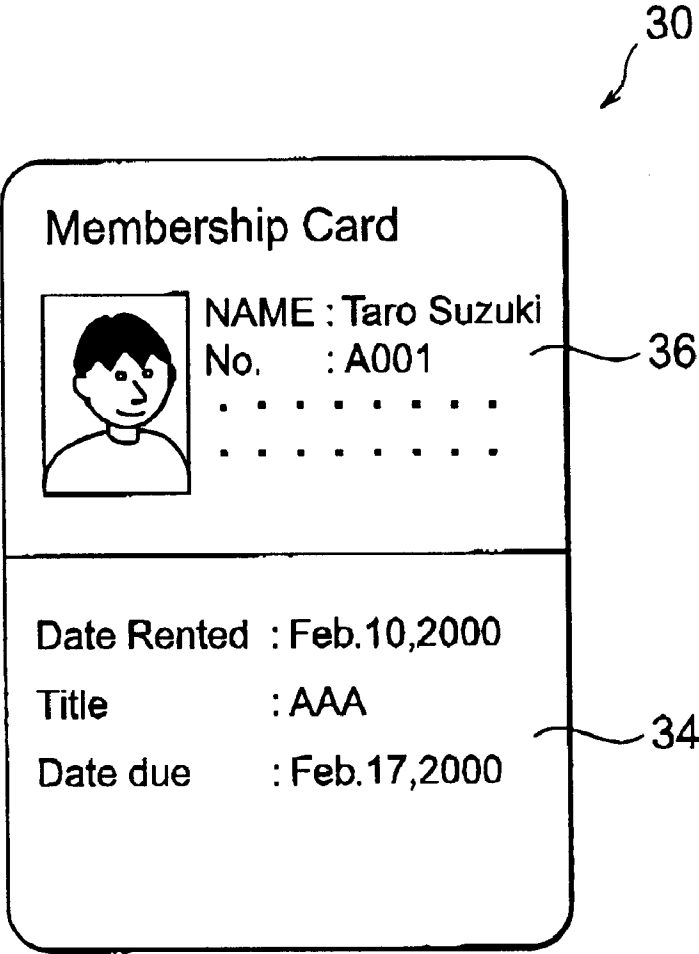 30
Membership Card
NAME : Taro Suzuki
No. : A001
36
Date Rented : Feb.10,2000
Title : AAA
34
Date due : Feb.17,2000